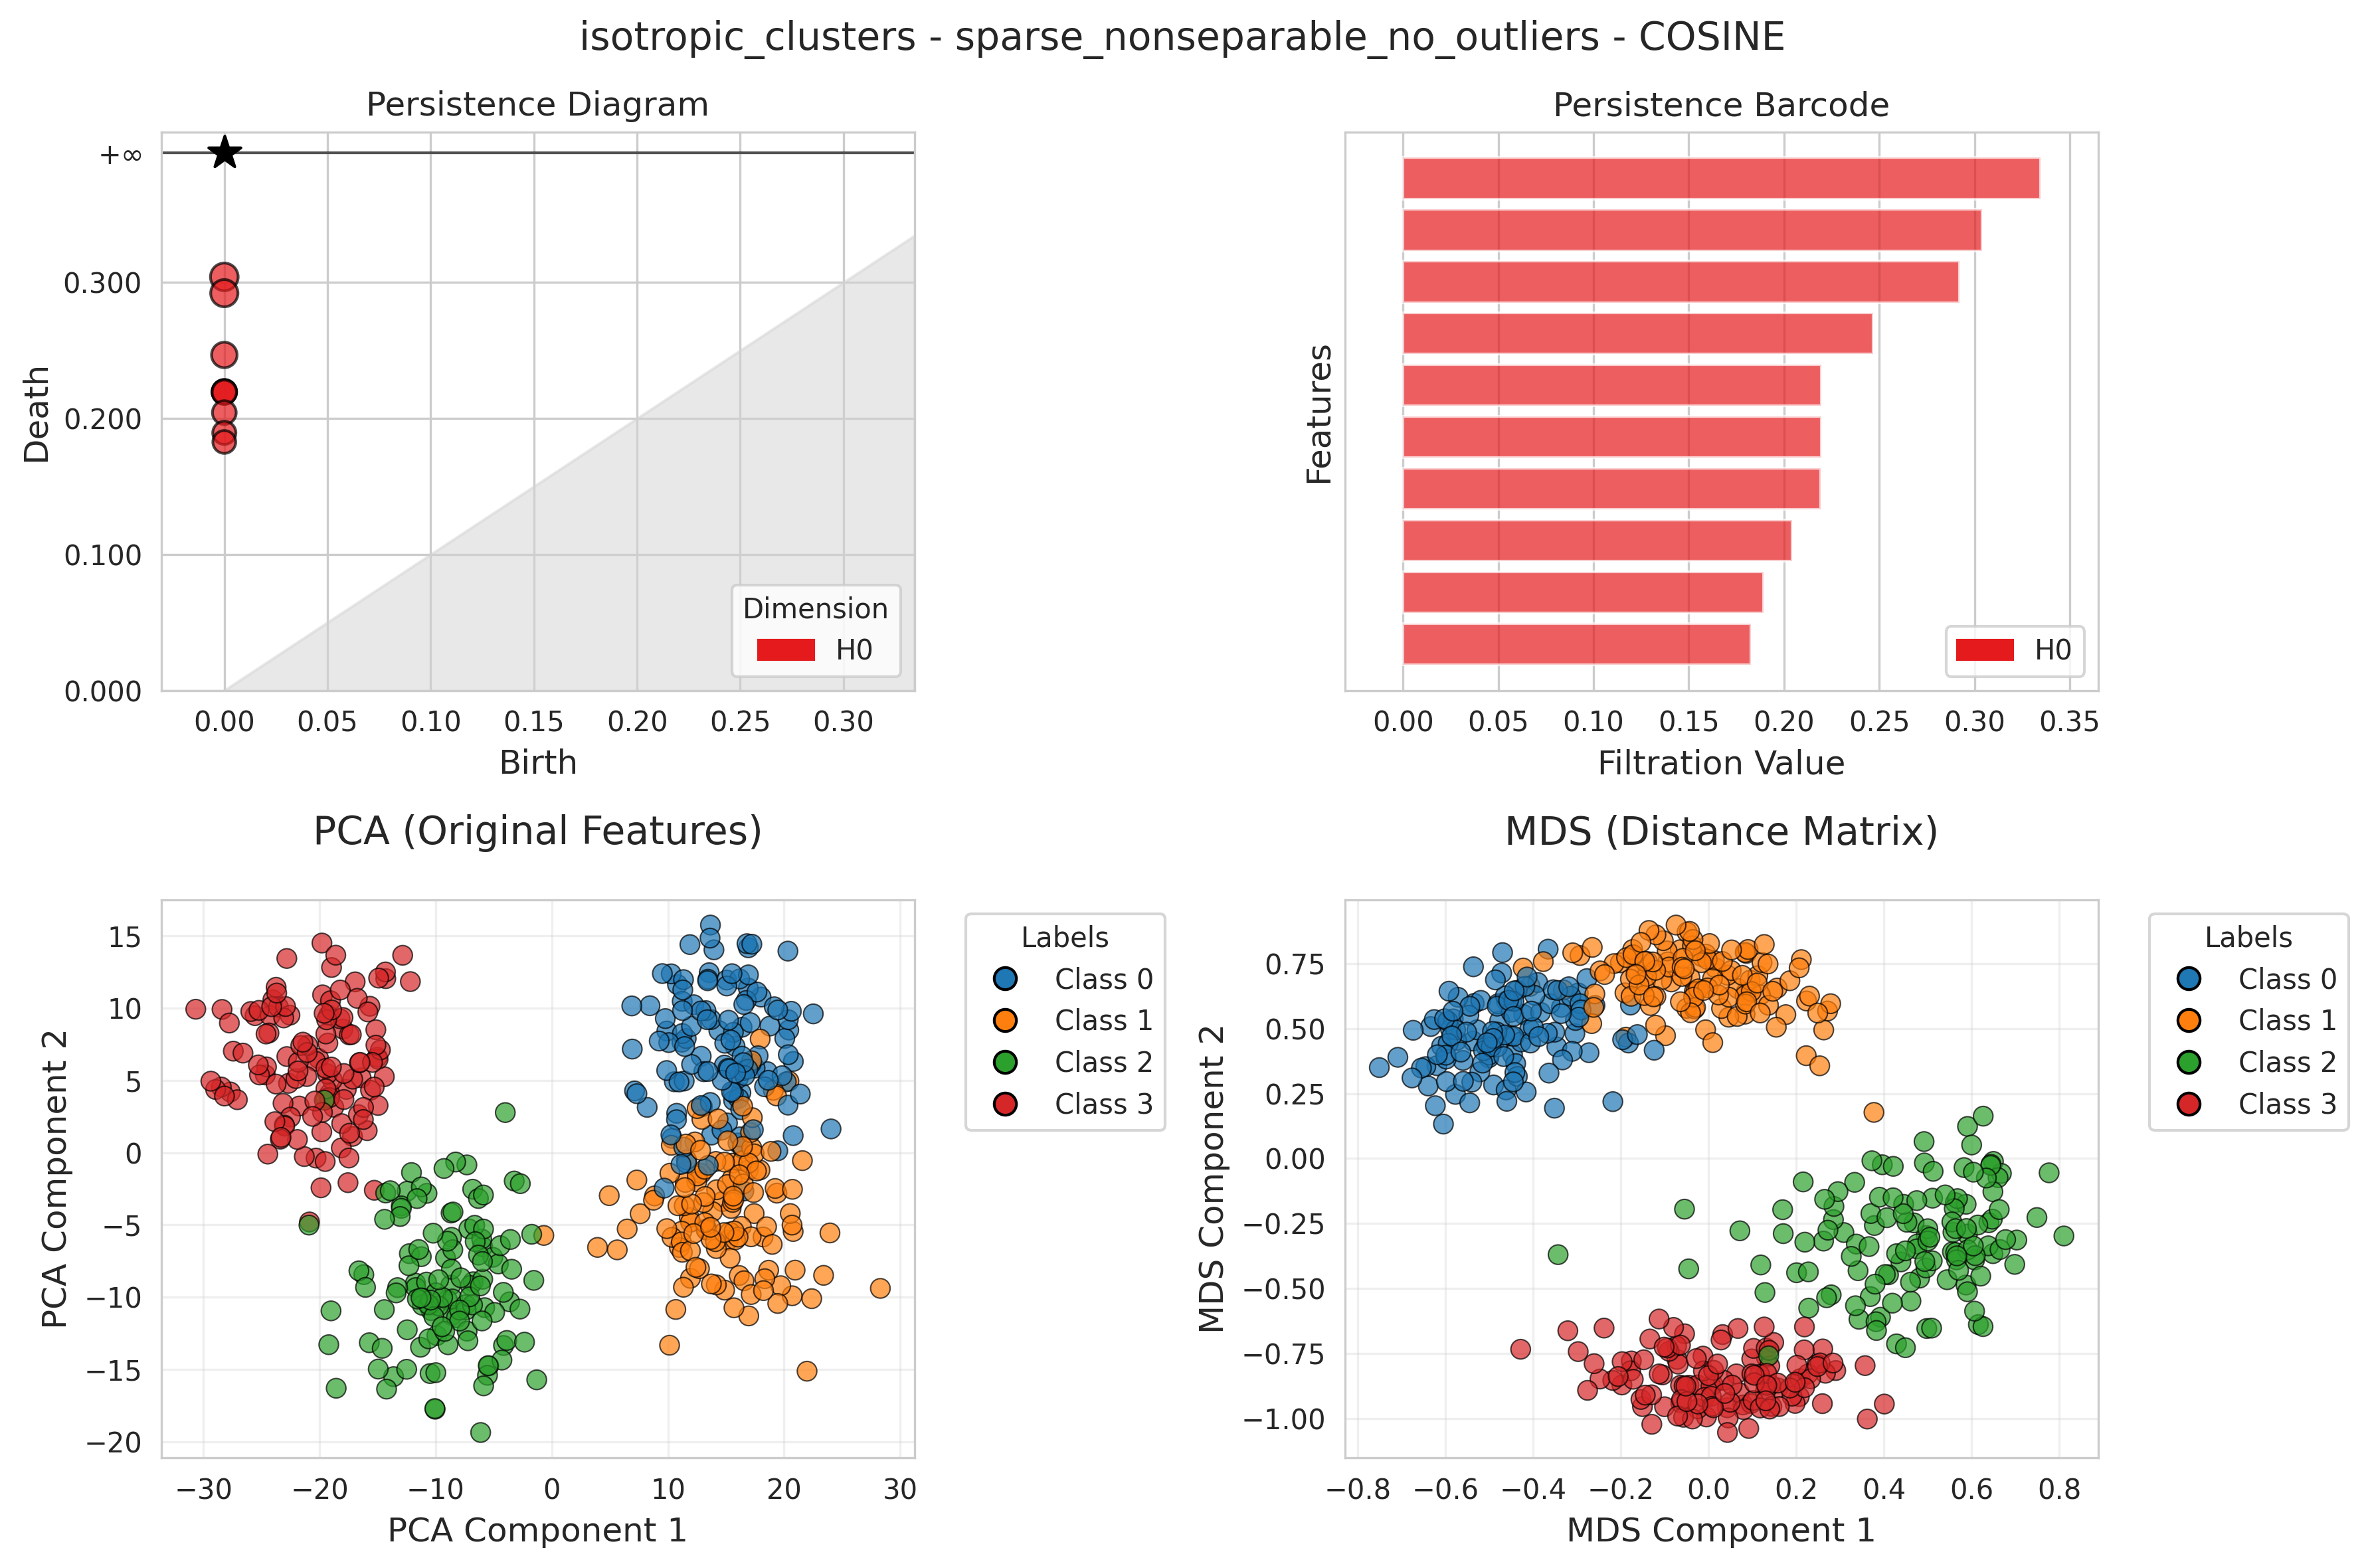 isotropic_clusters - sparse_nonseparable_no_outliers - COSINE
Persistence Diagram
+∞
0.300
0.200
0.100
0.000
Death
0.00 0.05 0.10 0.15 0.20 0.25 0.30
Birth
Dimension
H0
Persistence Barcode
Features
0.00 0.05 0.10 0.15 0.20 0.25 0.30 0.35
Filtration Value
H0
PCA (Original Features)
15
10
5
0
−5
−10
−15
−20
PCA Component 2
−30 −20 −10 0 10 20 30
PCA Component 1
Labels
Class 0
Class 1
Class 2
Class 3
MDS (Distance Matrix)
0.75
0.50
0.25
0.00
−0.25
−0.50
−0.75
−1.00
MDS Component 2
−0.8 −0.6 −0.4 −0.2 0.0 0.2 0.4 0.6 0.8
MDS Component 1
Labels
Class 0
Class 1
Class 2
Class 3